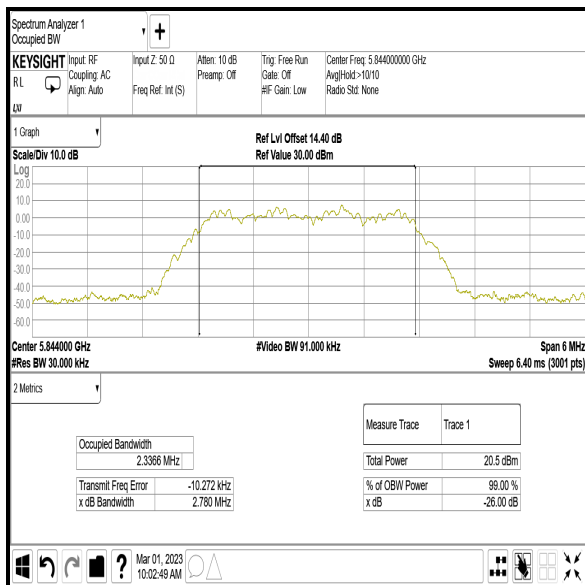 Spectrum Analyzer 1
Occupied BW
KEYSIGHT
R L
LXI
Input: RF
Coupling: AC
Align: Auto
Input Z: 50 Ω
Freq Ref: Int (S)
Atten: 10 dB
Preamp: Off
Trig: Free Run
Gate: Off
#IF Gain: Low
Center Freq: 5.844000000 GHz
Avg|Hold:>10/10
Radio Std: None
1 Graph
Scale/Div 10.0 dB
Ref Lvl Offset 14.40 dB
Ref Value 30.00 dBm
Log
20.0
10.0
0.00
-10.0
-20.0
-30.0
-40.0
-50.0
-60.0
Center 5.844000 GHz
#Video BW 91.000 kHz
Span 6 MHz
#Res BW 30.000 kHz
Sweep 6.40 ms (3001 pts)
2 Metrics
Occupied Bandwidth
2.3366 MHz
Transmit Freq Error -10.272 kHz
x dB Bandwidth 2.780 MHz
Measure Trace Trace 1
Total Power 20.5 dBm
% of OBW Power 99.00 %
x dB -26.00 dB
?
Mar 01, 2023
10:02:49 AM